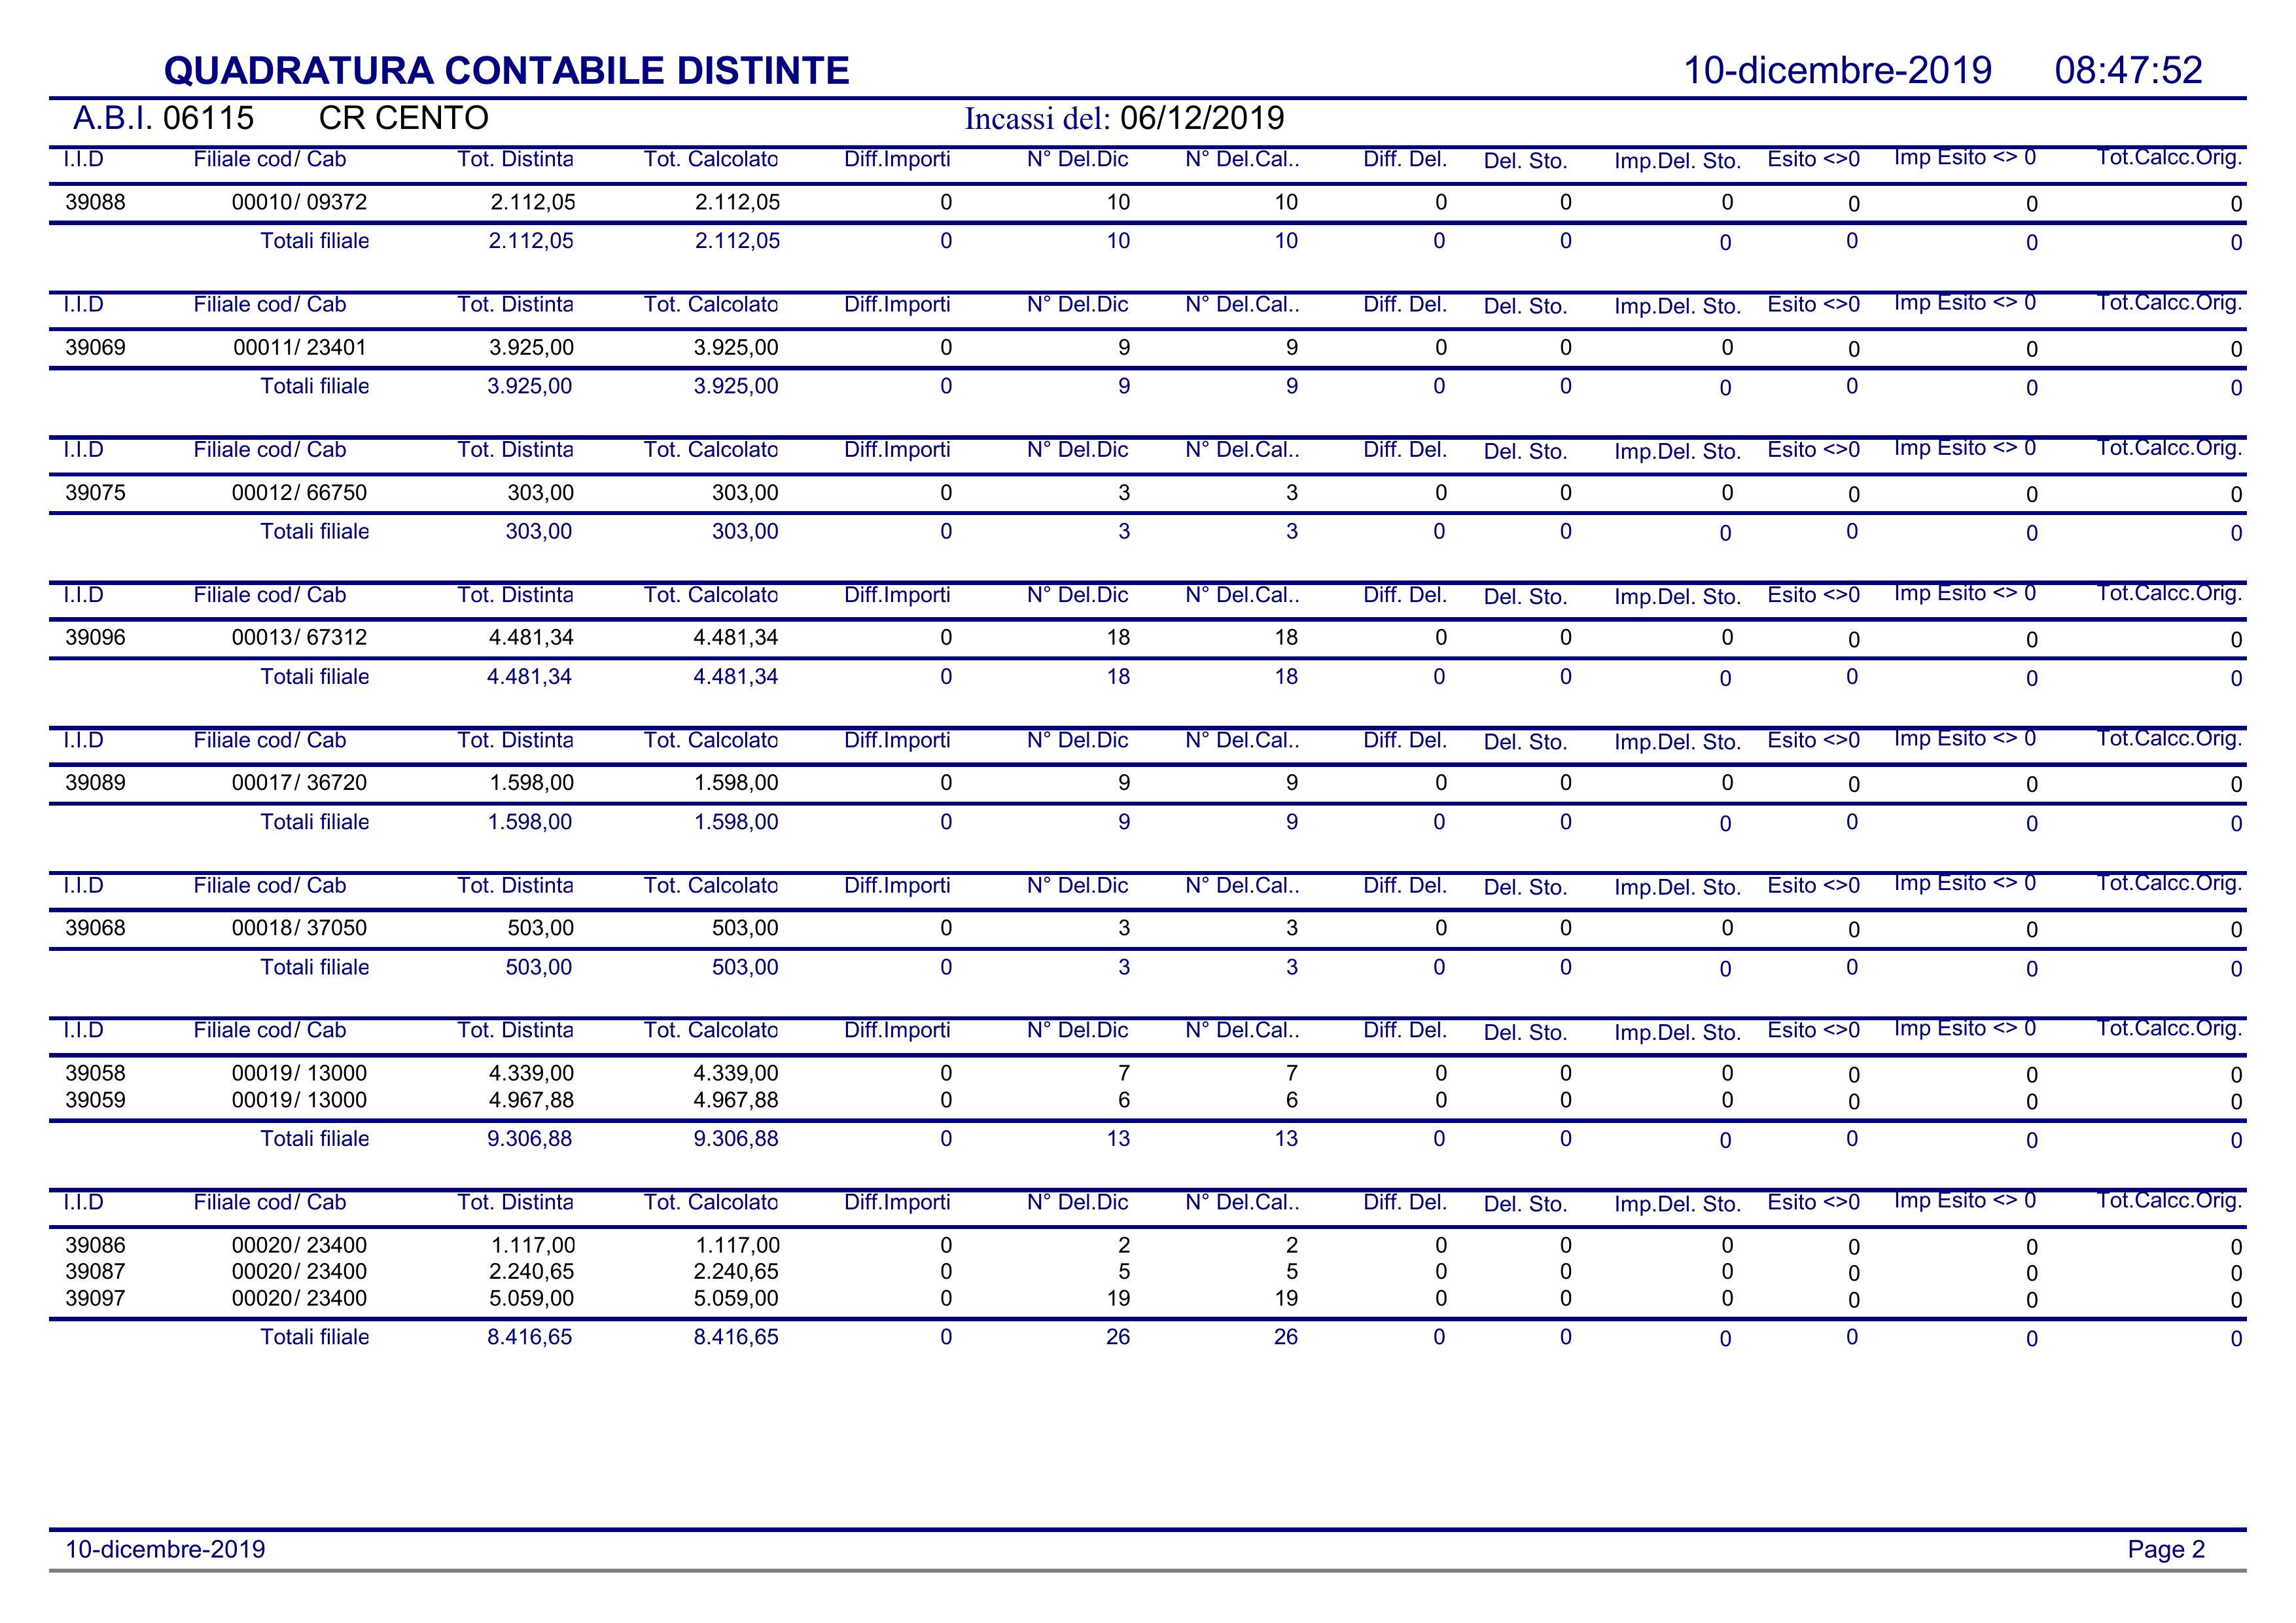 QUADRATURA CONTABILE DISTINTE 10-dicembre-2019 08:47:52
A.B.I. 06115 CR CENTO Incassi del: 06/12/2019
I.I.D Filiale cod/ Cab Tot. Distinta Tot. Calcolato Diff.Importi N° Del.Dic N° Del.Cal.. Diff. Del. Del. Sto. Imp.Del. Sto. Esito <>0 Imp Esito <> 0 Tot.Calcc.Orig.
39088 00010/ 09372 2.112,05 2.112,05 0 10 10 0 0 0 0 0 0
Totali filiale 2.112,05 2.112,05 0 10 10 0 0 0 0 0 0
I.I.D Filiale cod/ Cab Tot. Distinta Tot. Calcolato Diff.Importi N° Del.Dic N° Del.Cal.. Diff. Del. Del. Sto. Imp.Del. Sto. Esito <>0 Imp Esito <> 0 Tot.Calcc.Orig.
39069 00011/ 23401 3.925,00 3.925,00 0 9 9 0 0 0 0 0 0
Totali filiale 3.925,00 3.925,00 0 9 9 0 0 0 0 0 0
I.I.D Filiale cod/ Cab Tot. Distinta Tot. Calcolato Diff.Importi N° Del.Dic N° Del.Cal.. Diff. Del. Del. Sto. Imp.Del. Sto. Esito <>0 Imp Esito <> 0 Tot.Calcc.Orig.
39075 00012/ 66750 303,00 303,00 0 3 3 0 0 0 0 0 0
Totali filiale 303,00 303,00 0 3 3 0 0 0 0 0 0
I.I.D Filiale cod/ Cab Tot. Distinta Tot. Calcolato Diff.Importi N° Del.Dic N° Del.Cal.. Diff. Del. Del. Sto. Imp.Del. Sto. Esito <>0 Imp Esito <> 0 Tot.Calcc.Orig.
39096 00013/ 67312 4.481,34 4.481,34 0 18 18 0 0 0 0 0 0
Totali filiale 4.481,34 4.481,34 0 18 18 0 0 0 0 0 0
I.I.D Filiale cod/ Cab Tot. Distinta Tot. Calcolato Diff.Importi N° Del.Dic N° Del.Cal.. Diff. Del. Del. Sto. Imp.Del. Sto. Esito <>0 Imp Esito <> 0 Tot.Calcc.Orig.
39089 00017/ 36720 1.598,00 1.598,00 0 9 9 0 0 0 0 0 0
Totali filiale 1.598,00 1.598,00 0 9 9 0 0 0 0 0 0
I.I.D Filiale cod/ Cab Tot. Distinta Tot. Calcolato Diff.Importi N° Del.Dic N° Del.Cal.. Diff. Del. Del. Sto. Imp.Del. Sto. Esito <>0 Imp Esito <> 0 Tot.Calcc.Orig.
39068 00018/ 37050 503,00 503,00 0 3 3 0 0 0 0 0 0
Totali filiale 503,00 503,00 0 3 3 0 0 0 0 0 0
I.I.D Filiale cod/ Cab Tot. Distinta Tot. Calcolato Diff.Importi N° Del.Dic N° Del.Cal.. Diff. Del. Del. Sto. Imp.Del. Sto. Esito <>0 Imp Esito <> 0 Tot.Calcc.Orig.
39058 00019/ 13000 4.339,00 4.339,00 0 7 7 0 0 0 0 0 0
39059 00019/ 13000 4.967,88 4.967,88 0 6 6 0 0 0 0 0 0
Totali filiale 9.306,88 9.306,88 0 13 13 0 0 0 0 0 0
I.I.D Filiale cod/ Cab Tot. Distinta Tot. Calcolato Diff.Importi N° Del.Dic N° Del.Cal.. Diff. Del. Del. Sto. Imp.Del. Sto. Esito <>0 Imp Esito <> 0 Tot.Calcc.Orig.
39086 00020/ 23400 1.117,00 1.117,00 0 2 2 0 0 0 0 0 0
39087 00020/ 23400 2.240,65 2.240,65 0 5 5 0 0 0 0 0 0
39097 00020/ 23400 5.059,00 5.059,00 0 19 19 0 0 0 0 0 0
Totali filiale 8.416,65 8.416,65 0 26 26 0 0 0 0 0 0
10-dicembre-2019 Page 2